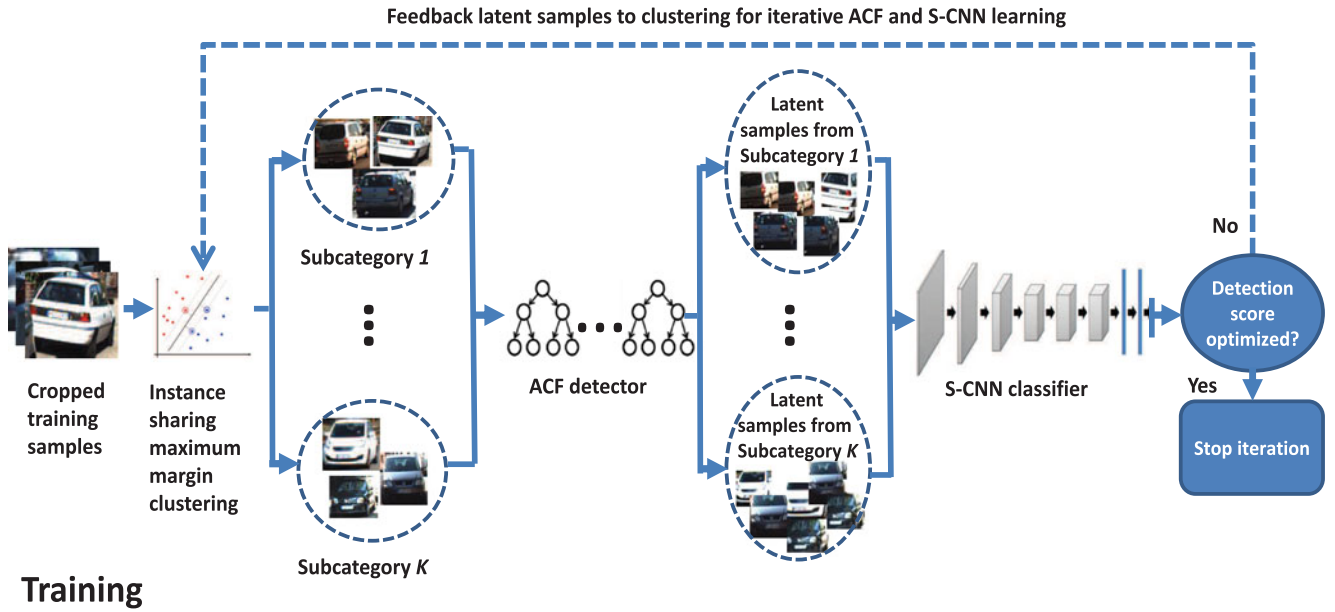 Feedback latent samples to clustering for iterative ACF and S-CNN learning
Latent
samples from
Subcategory 1
No
Subcategory 1
Detection
score
optimized?
Cropped
training
samples
Instance
sharing
maximum
margin
clustering
ACF detector
S-CNN classifier
Yes
Latent
samples from
Subcategory K
Stop iteration
Subcategory K
Training